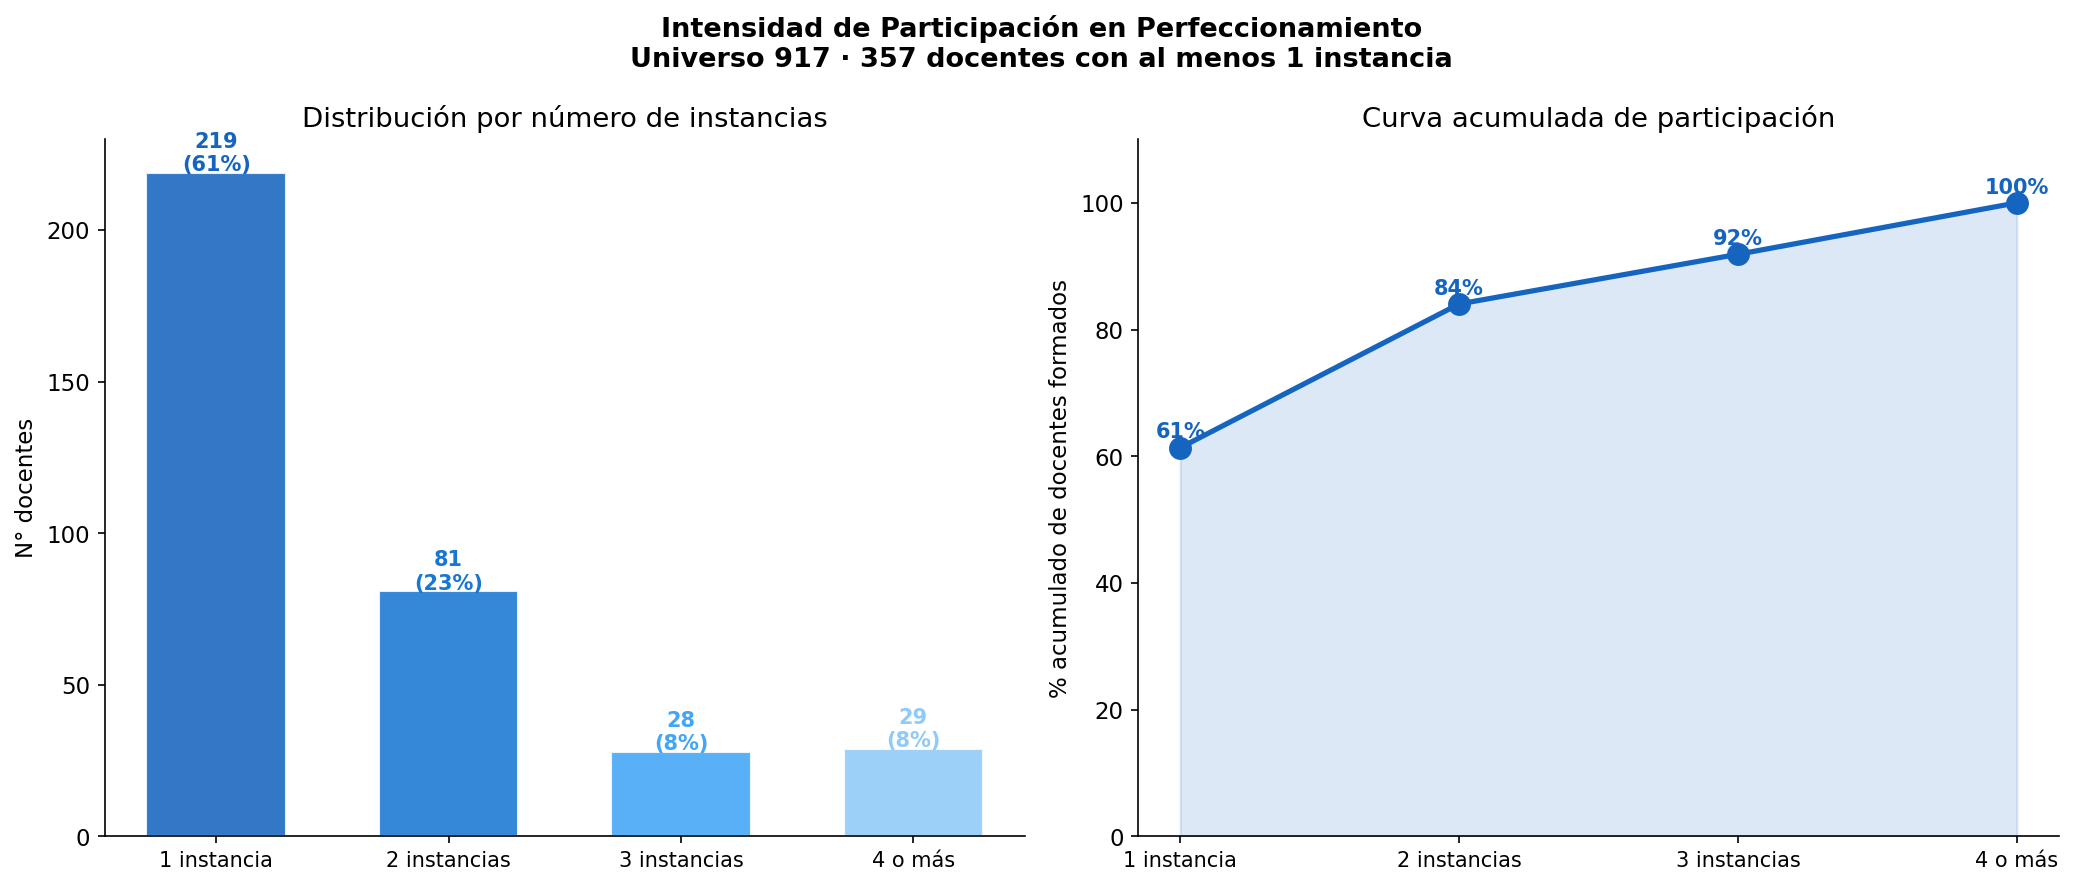 Intensidad de Participación en Perfeccionamiento
Universo 917 · 357 docentes con al menos 1 instancia
Distribución por número de instancias
N° docentes
200
150
100
50
0
219
(61%)
81
(23%)
28
(8%)
29
(8%)
1 instancia
2 instancias
3 instancias
4 o más
Curva acumulada de participación
% acumulado de docentes formados
100
80
60
40
20
0
61%
84%
92%
100%
1 instancia
2 instancias
3 instancias
4 o más